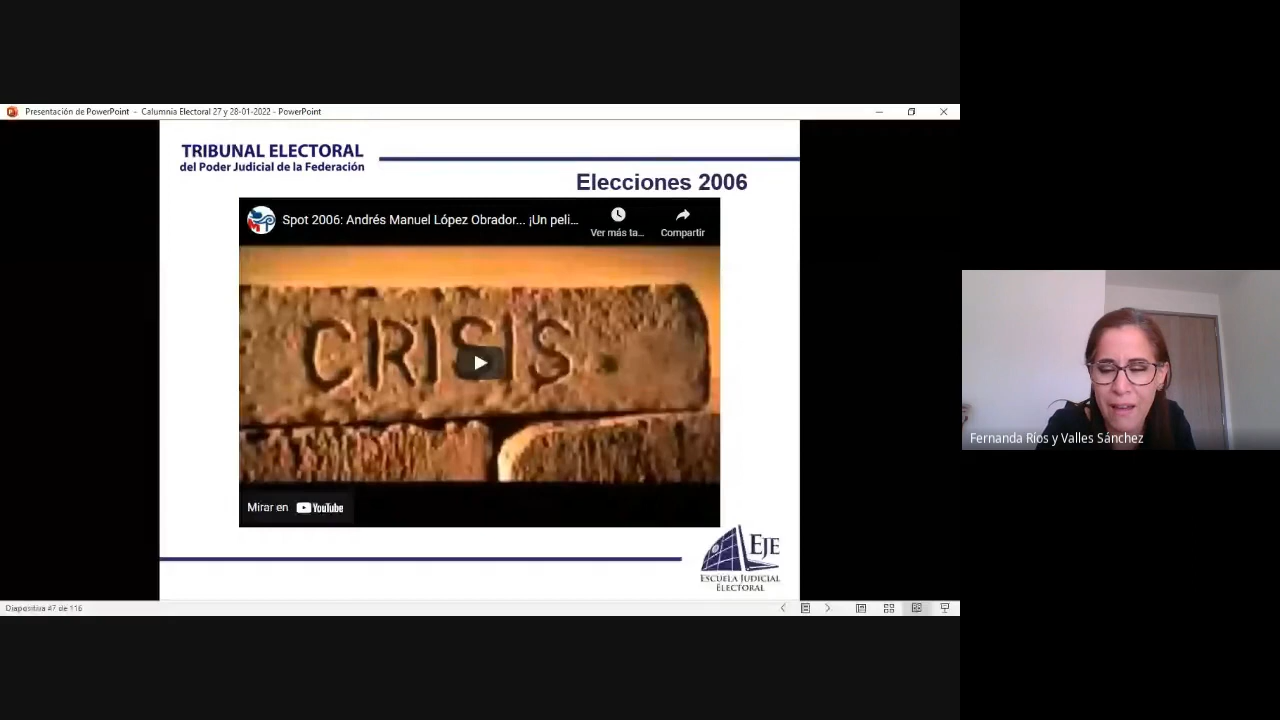 Presentación de PowerPoint - Calumnia Electoral 27 y 28-01-2022 - PowerPoint
TRIBUNAL ELECTORAL
del Poder Judicial de la Federación
Elecciones 2006
Spot 2006: Andrés Manuel López Obrador... ¡Un peli...
Ver más ta...
Compartir
CRISIS
Mirar en YouTube
EJE
ESCUELA JUDICIAL
ELECTORAL
Diapositiva 47 de 116
Fernanda Ríos y Valles Sánchez